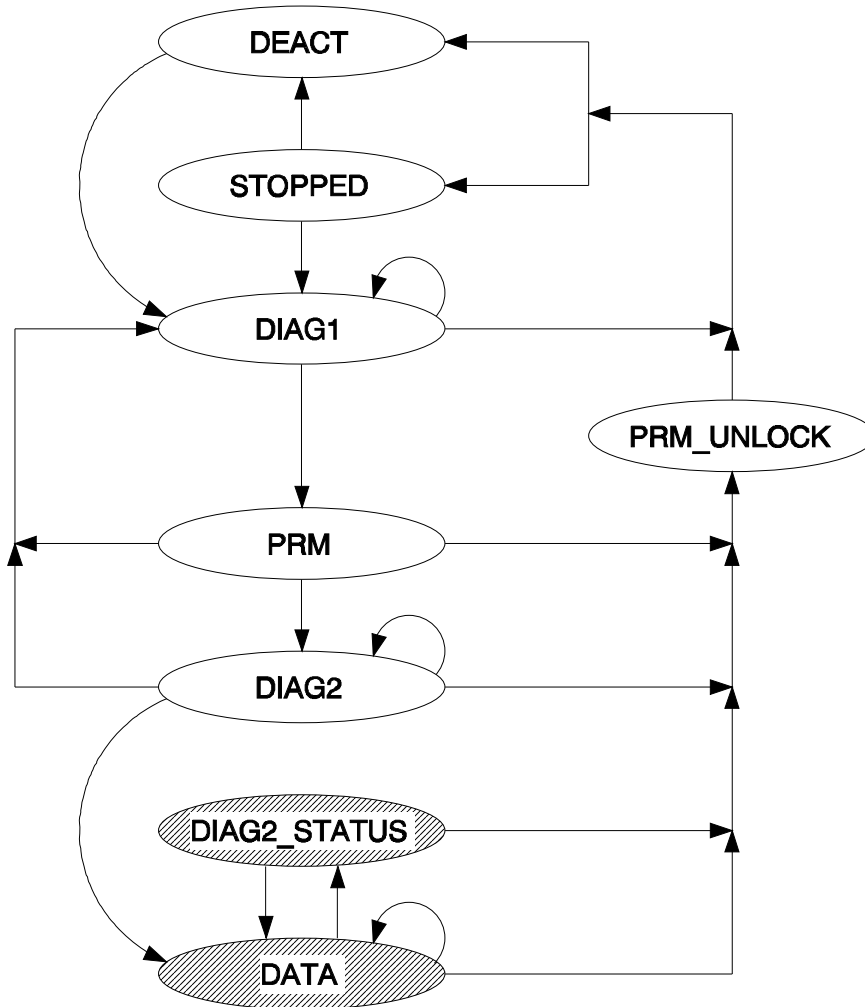 DEACT
STOPPED
DIAG1
PRM_UNLOCK
PRM
DIAG2
DIAG2_STATUS
DATA